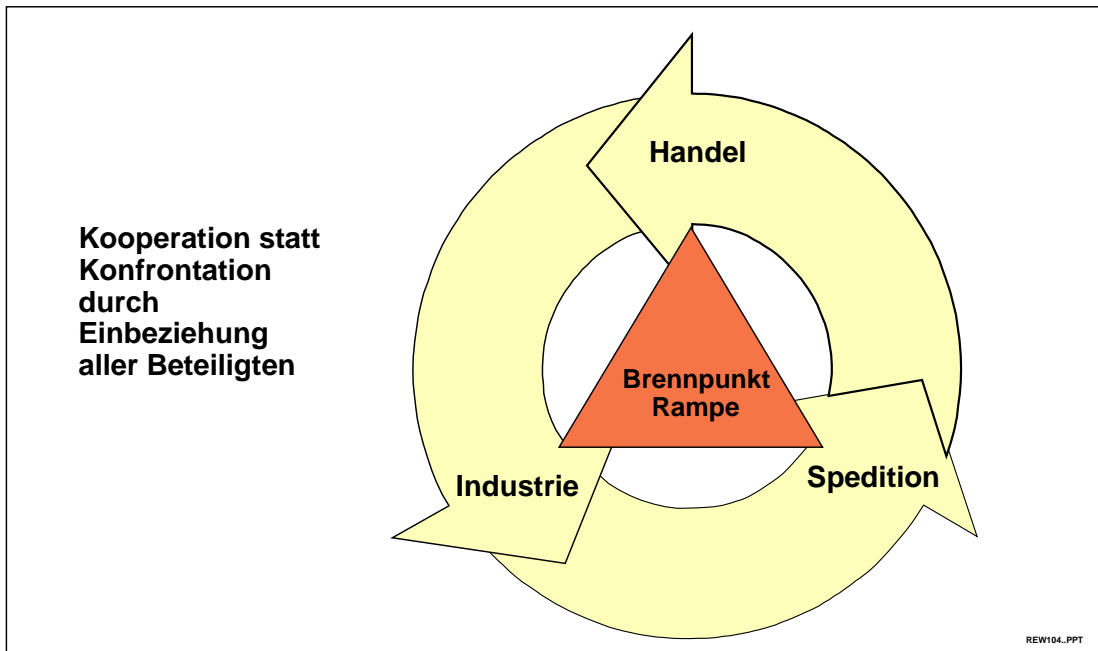 Kooperation statt
Konfrontation
durch
Einbeziehung
aller Beteiligten
Handel
Brennpunkt
Rampe
Industrie
Spedition
REW104..PPT